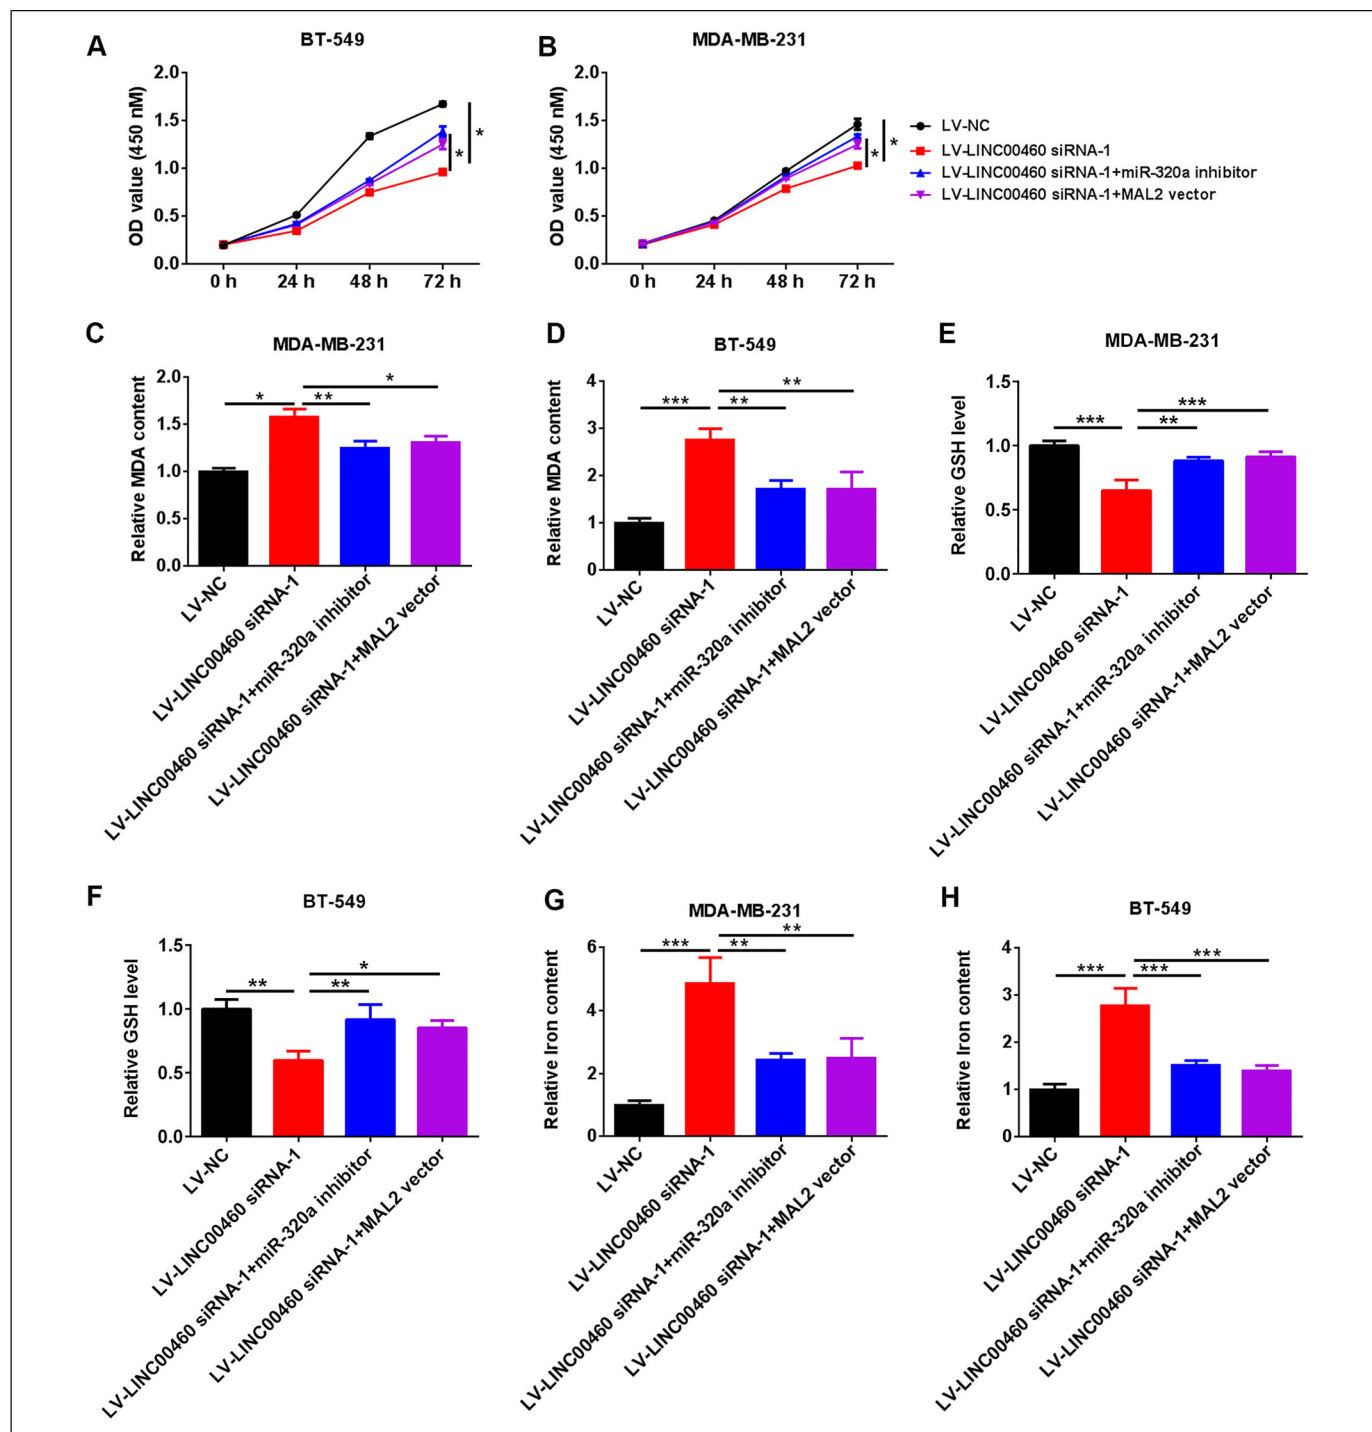 A
BT-549
OD value (450 nM)
2.0
1.5
1.0
0.5
0.0
0 h 24 h 48 h 72 h
*
*
B
MDA-MB-231
OD value (450 nM)
2.0
1.5
1.0
0.5
0.0
0 h 24 h 48 h 72 h
*
*
LV-NC
LV-LINC00460 siRNA-1
LV-LINC00460 siRNA-1+miR-320a inhibitor
LV-LINC00460 siRNA-1+MAL2 vector
C
MDA-MB-231
Relative MDA content
2.0
1.5
1.0
0.5
0.0
*
* **
LV-NC
LV-LINC00460 siRNA-1
LV-LINC00460 siRNA-1+miR-320a inhibitor
LV-LINC00460 siRNA-1+MAL2 vector
D
BT-549
Relative MDA content
4
3
2
1
0
**
*** **
LV-NC
LV-LINC00460 siRNA-1
LV-LINC00460 siRNA-1+miR-320a inhibitor
LV-LINC00460 siRNA-1+MAL2 vector
E
MDA-MB-231
Relative GSH level
1.5
1.0
0.5
0.0
***
*** **
LV-NC
LV-LINC00460 siRNA-1
LV-LINC00460 siRNA-1+miR-320a inhibitor
LV-LINC00460 siRNA-1+MAL2 vector
F
BT-549
Relative GSH level
1.5
1.0
0.5
0.0
*
** **
LV-NC
LV-LINC00460 siRNA-1
LV-LINC00460 siRNA-1+miR-320a inhibitor
LV-LINC00460 siRNA-1+MAL2 vector
G
MDA-MB-231
Relative Iron content
6
4
2
0
**
*** **
LV-NC
LV-LINC00460 siRNA-1
LV-LINC00460 siRNA-1+miR-320a inhibitor
LV-LINC00460 siRNA-1+MAL2 vector
H
BT-549
Relative Iron content
4
3
2
1
0
***
*** ***
LV-NC
LV-LINC00460 siRNA-1
LV-LINC00460 siRNA-1+miR-320a inhibitor
LV-LINC00460 siRNA-1+MAL2 vector